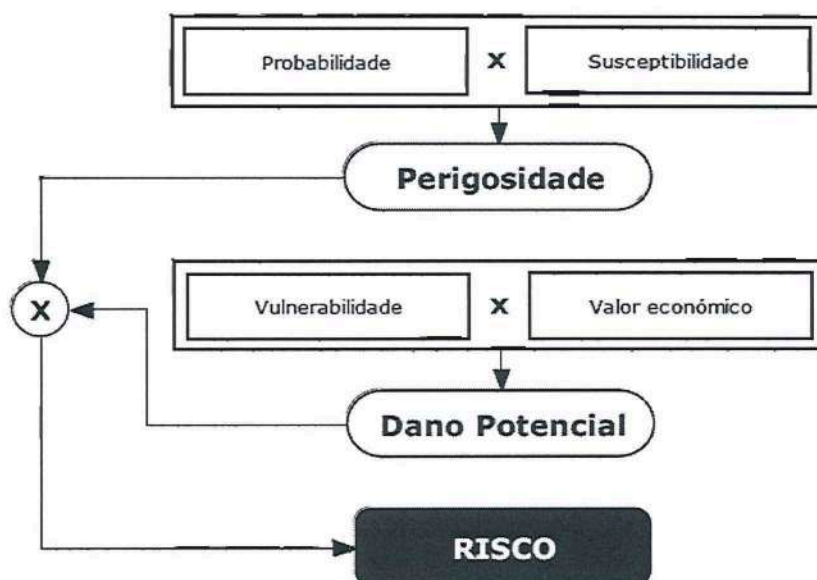 Probabilidade X Susceptibilidade
Perigosidade
X
Vulnerabilidade X Valor económico
Dano Potencial
RISCO